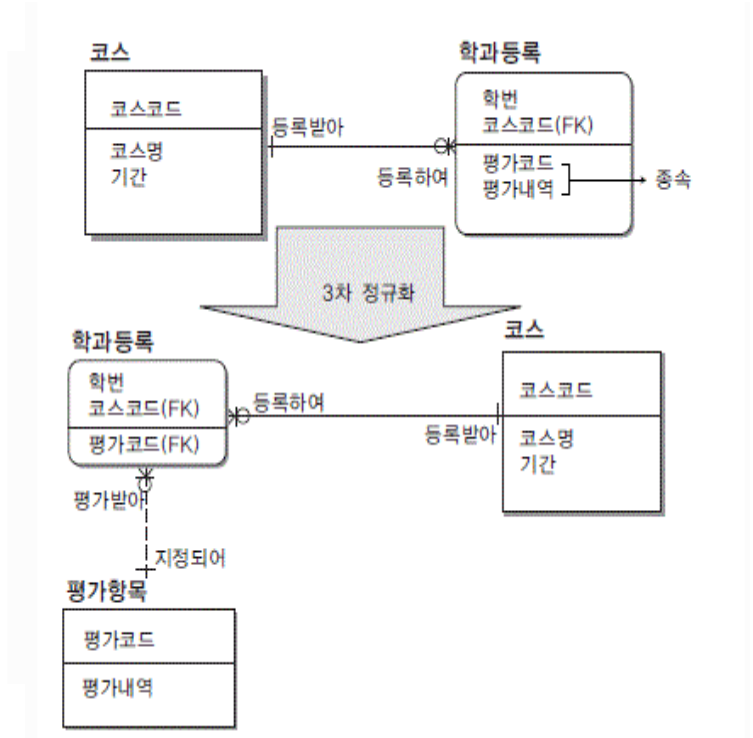 코스
코스코드
코스명
기간
등록받아
등록하여
학과등록
학번
코스코드(FK)
평가코드
평가내역
종속
3차 정규화
학과등록
학번
코스코드(FK)
평가코드(FK)
등록하여
등록받아
코스
코스코드
코스명
기간
평가받아
지정되어
평가항목
평가코드
평가내역